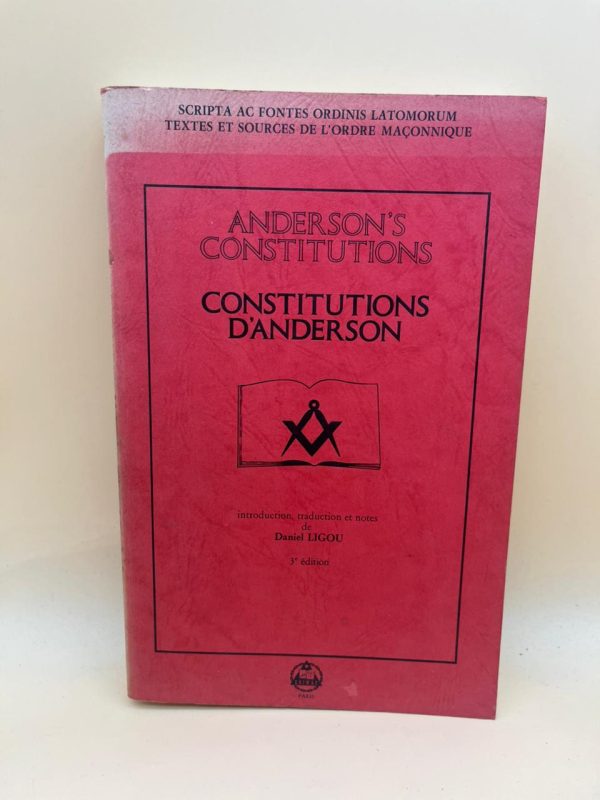 SCRIPTA AC FONTES ORDINIS LATOMORUM
TEXTES ET SOURCES DE L'ORDRE MAÇONNIQUE
ANDERSON'S
CONSTITUTIONS
CONSTITUTIONS
D'ANDERSON
introduction, traduction et notes
de
Daniel LIGOU
3e édition
PARIS